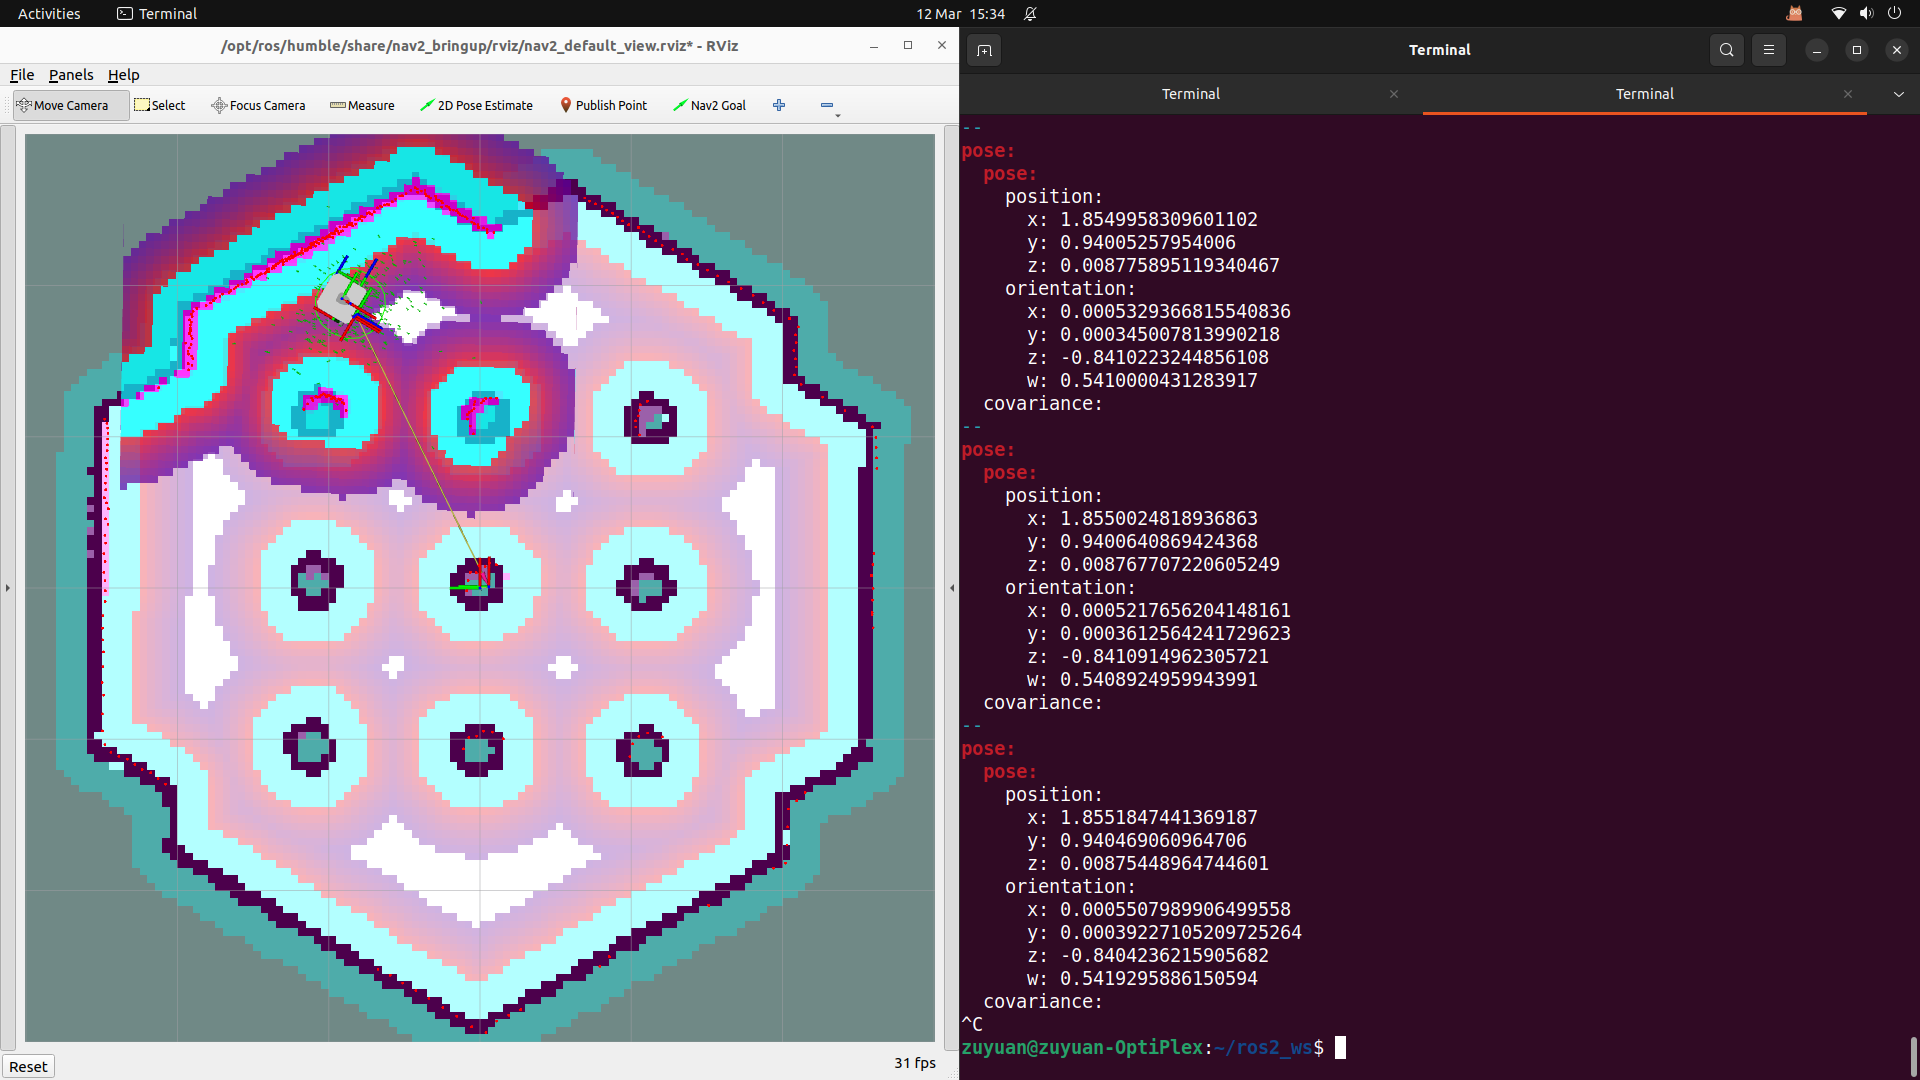 Activities
Terminal
12 Mar 15:34
/opt/ros/humble/share/nav2_bringup/rviz/nav2_default_view.rviz* - RViz
File Panels Help
Move Camera Select Focus Camera Measure 2D Pose Estimate Publish Point Nav2 Goal
Reset
31 fps
Terminal
Terminal
Terminal
--
pose:
  pose:
    position:
      x: 1.8549958309601102
      y: 0.94005257954006
      z: 0.008775895119340467
    orientation:
      x: 0.0005329366815540836
      y: 0.000345007813990218
      z: -0.8410223244856108
      w: 0.5410000431283917
  covariance:
--
pose:
  pose:
    position:
      x: 1.8550024818936863
      y: 0.9400640869424368
      z: 0.008767707220605249
    orientation:
      x: 0.0005217656204148161
      y: 0.0003612564241729623
      z: -0.8410914962305721
      w: 0.5408924959943991
  covariance:
--
pose:
  pose:
    position:
      x: 1.8551847441369187
      y: 0.940469060964706
      z: 0.00875448964744601
    orientation:
      x: 0.0005507989906499558
      y: 0.00039227105209725264
      z: -0.8404236215905682
      w: 0.5419295886150594
  covariance:
^C
zuyuan@zuyuan-OptiPlex:~/ros2_ws$